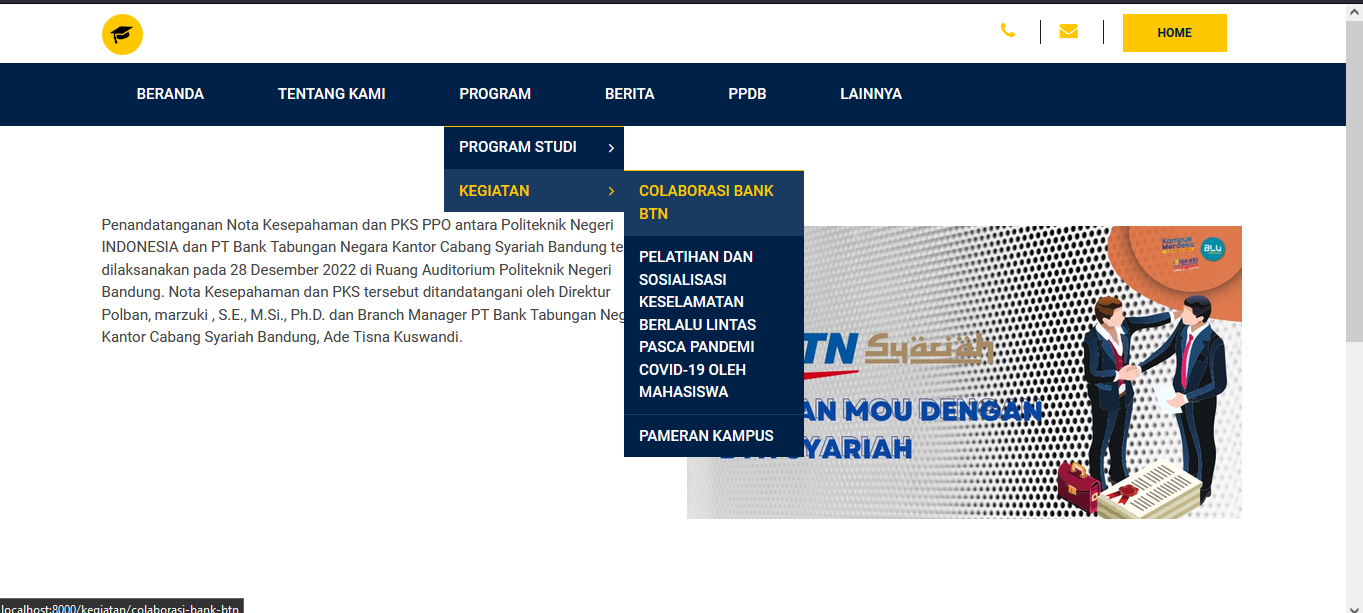 HOME
BERANDA
TENTANG KAMI
PROGRAM
BERITA
PPDB
LAINNYA
PROGRAM STUDI
KEGIATAN
COLABORASI BANK
BTN
PELATIHAN DAN
SOSIALISASI
KESELAMATAN
BERLALU LINTAS
PASCA PANDEMI
COVID-19 OLEH
MAHASISWA
PAMERAN KAMPUS
Penandatanganan Nota Kesepahaman dan PKS PPO antara Politeknik Negeri
INDONESIA dan PT Bank Tabungan Negara Kantor Cabang Syariah Bandung te
dilaksanakan pada 28 Desember 2022 di Ruang Auditorium Politeknik Negeri
Bandung. Nota Kesepahaman dan PKS tersebut ditandatangani oleh Direktur
Polban, marzuki , S.E., M.Si., Ph.D. dan Branch Manager PT Bank Tabungan Neg
Kantor Cabang Syariah Bandung, Ade Tisna Kuswandi.
Kampus
Merdeka
BLU
TN Syariah
AN MOU DENGAN
SYARIAH
localhost:8000/kegiatan/colaborasi-bank-btn